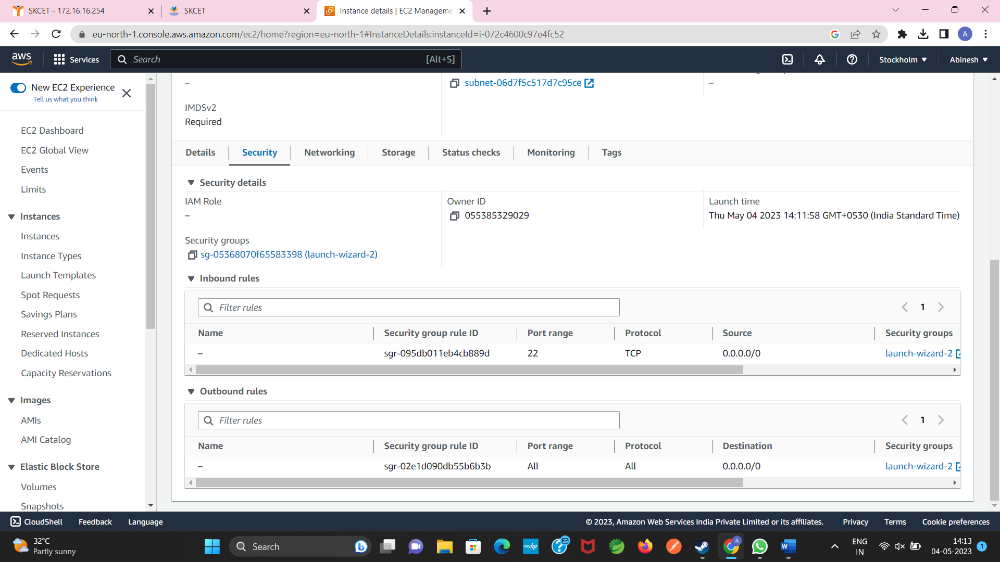 SKCET - 172.16.16.254
SKCET
Instance details | EC2 Manageme
eu-north-1.console.aws.amazon.com/ec2/home?region=eu-north-1#InstanceDetails:instanceId=i-072c4600c97e4fc52
A
aws
Services
Search
[Alt+S]
Stockholm
Abinesh
New EC2 Experience
Tell us what you think
EC2 Dashboard
EC2 Global View
Events
Limits
Instances
Instances
Instance Types
Launch Templates
Spot Requests
Savings Plans
Reserved Instances
Dedicated Hosts
Capacity Reservations
Images
AMIs
AMI Catalog
Elastic Block Store
Volumes
Snapshots
–
subnet-06d7f5c517d7c95ce
–
IMDSv2
Required
Details
Security
Networking
Storage
Status checks
Monitoring
Tags
Security details
IAM Role
–
Owner ID
055385329029
Launch time
Thu May 04 2023 14:11:58 GMT+0530 (India Standard Time)
Security groups
sg-05368070f65583398 (launch-wizard-2)
Inbound rules
Filter rules
1
Name Security group rule ID Port range Protocol Source Security groups
– sgr-095db011eb4cb889d 22 TCP 0.0.0.0/0 launch-wizard-2
Outbound rules
Filter rules
1
Name Security group rule ID Port range Protocol Destination Security groups
– sgr-02e1d090db55b6b3b All All 0.0.0.0/0 launch-wizard-2
CloudShell
Feedback
Language
© 2023, Amazon Web Services India Private Limited or its affiliates.
Privacy
Terms
Cookie preferences
32°C
Partly sunny
Search
myhp
A
W
ENG
IN
14:13
04-05-2023
1